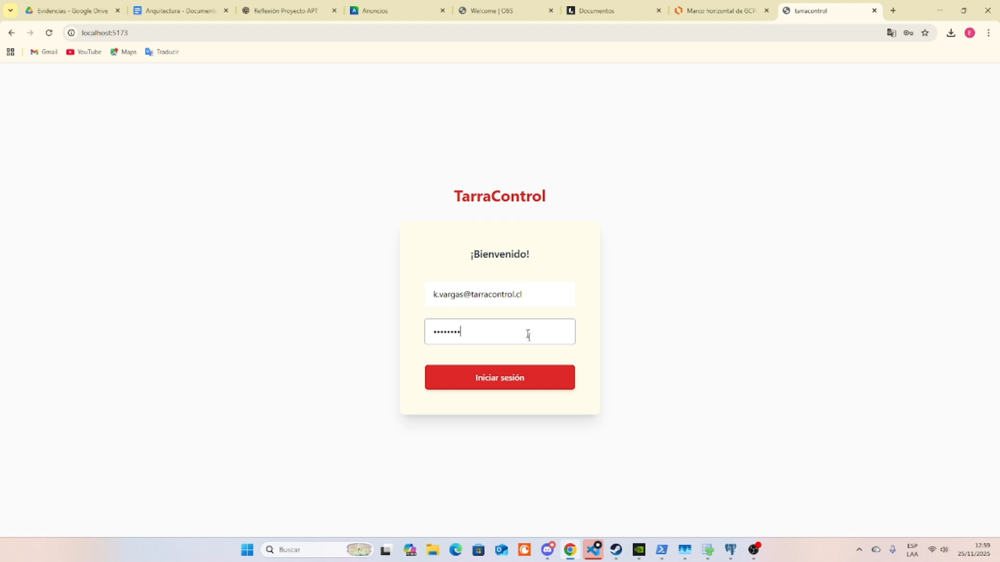 Evidencias - Google Drive
Arquitectura - Document
Reflexión Proyecto APT
Anuncios
Welcome | OBS
Documentos
Marco horizontal de GCP
tarracontrol
localhost:5173
E
Gmail
YouTube
Maps
Traducir
TarraControl
¡Bienvenido!
k.vargas@tarracontrol.cl
••••••••
Iniciar sesión
Buscar
ESP
LAA
12:59
25/11/2025